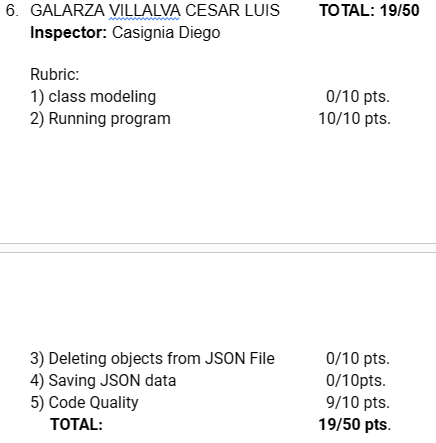 6. GALARZA VILLALVA CESAR LUIS TOTAL: 19/50
Inspector: Casignia Diego
Rubric:
1) class modeling 0/10 pts.
2) Running program 10/10 pts.
3) Deleting objects from JSON File 0/10 pts.
4) Saving JSON data 0/10pts.
5) Code Quality 9/10 pts.
TOTAL: 19/50 pts.